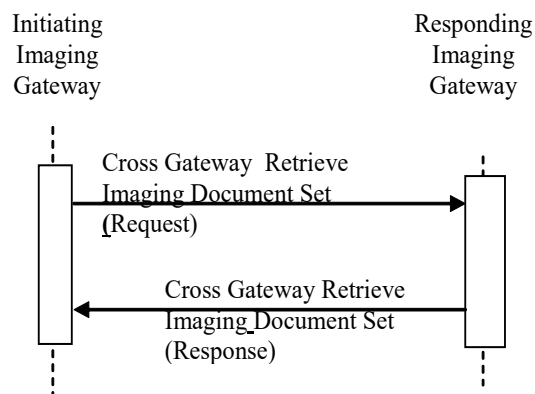 Initiating
Imaging
Gateway
Responding
Imaging
Gateway
Cross Gateway Retrieve
Imaging Document Set
(Request)
Cross Gateway Retrieve
Imaging Document Set
(Response)